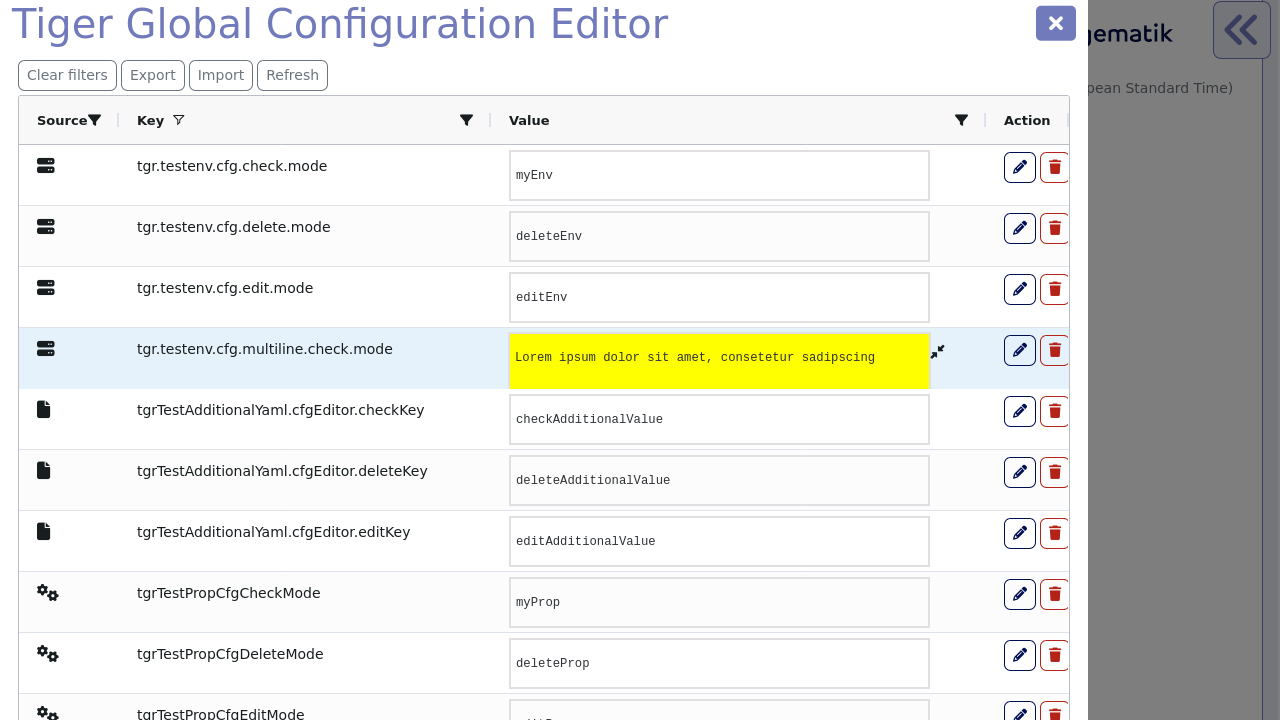 Tiger Global Configuration Editor
gematik
Clear filters Export Import Refresh
pean Standard Time)
Source Key Value Action
tgr.testenv.cfg.check.mode myEnv
tgr.testenv.cfg.delete.mode deleteEnv
tgr.testenv.cfg.edit.mode editEnv
tgr.testenv.cfg.multiline.check.mode Lorem ipsum dolor sit amet, consetetur sadipscing
tgrTestAdditionalYaml.cfgEditor.checkKey checkAdditionalValue
tgrTestAdditionalYaml.cfgEditor.deleteKey deleteAdditionalValue
tgrTestAdditionalYaml.cfgEditor.editKey editAdditionalValue
tgrTestPropCfgCheckMode myProp
tgrTestPropCfgDeleteMode deleteProp
tgrTestPropCfgEditMode